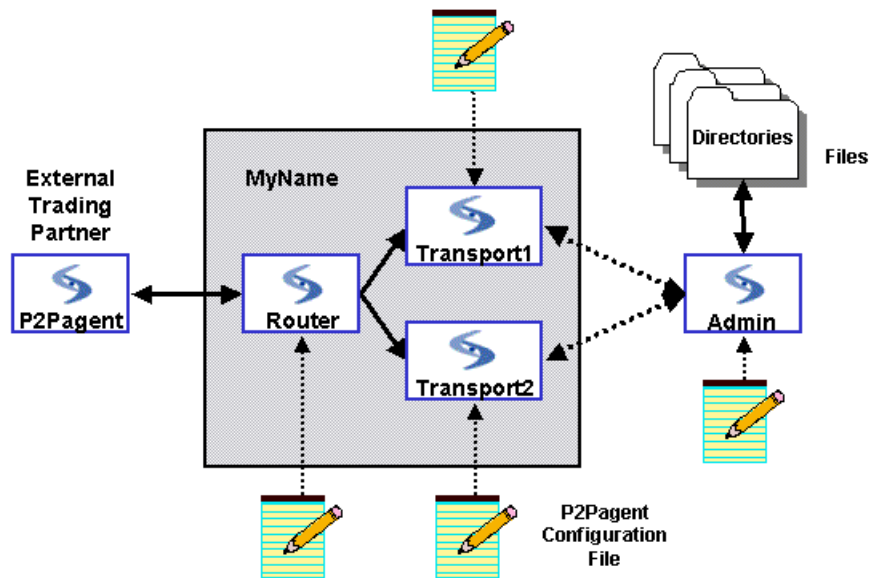 Directories
Files
MyName
External
Trading
Partner
Transport1
P2Pagent
Router
Admin
Transport2
P2Pagent
Configuration
File